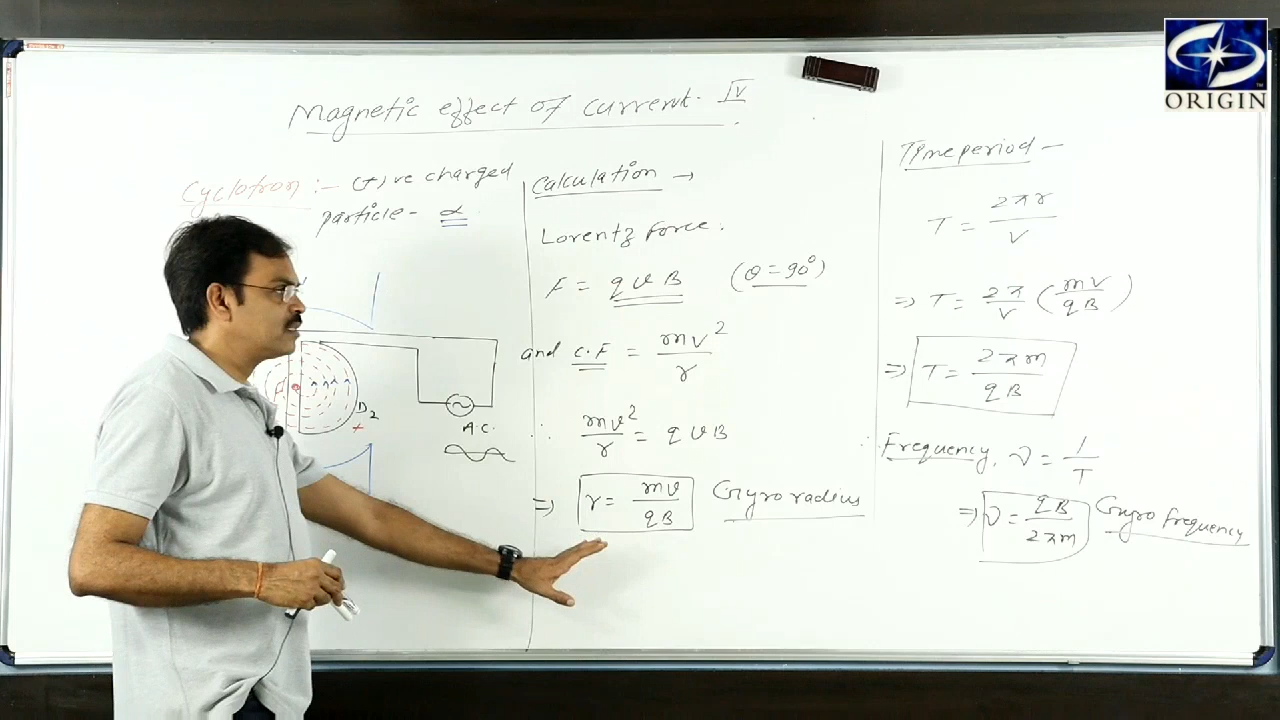 ORIGIN
Magnetic effect of current. IV
Cyclotron :- (+)ve charged
particle - α
D2
+
A.C.
Calculation →
Lorentz force.
F = qvB (θ = 90°)
and C.F = mv²/r
∴ mv²/r = qvB
⇒ r = mv/qB Gyro radius
Time period -
T = 2πr/v
⇒ T = 2π/v (mv/qB)
⇒ T = 2πm/qB
∴ Frequency, ν = 1/T
⇒ ν = qB/2πm Gyro frequency